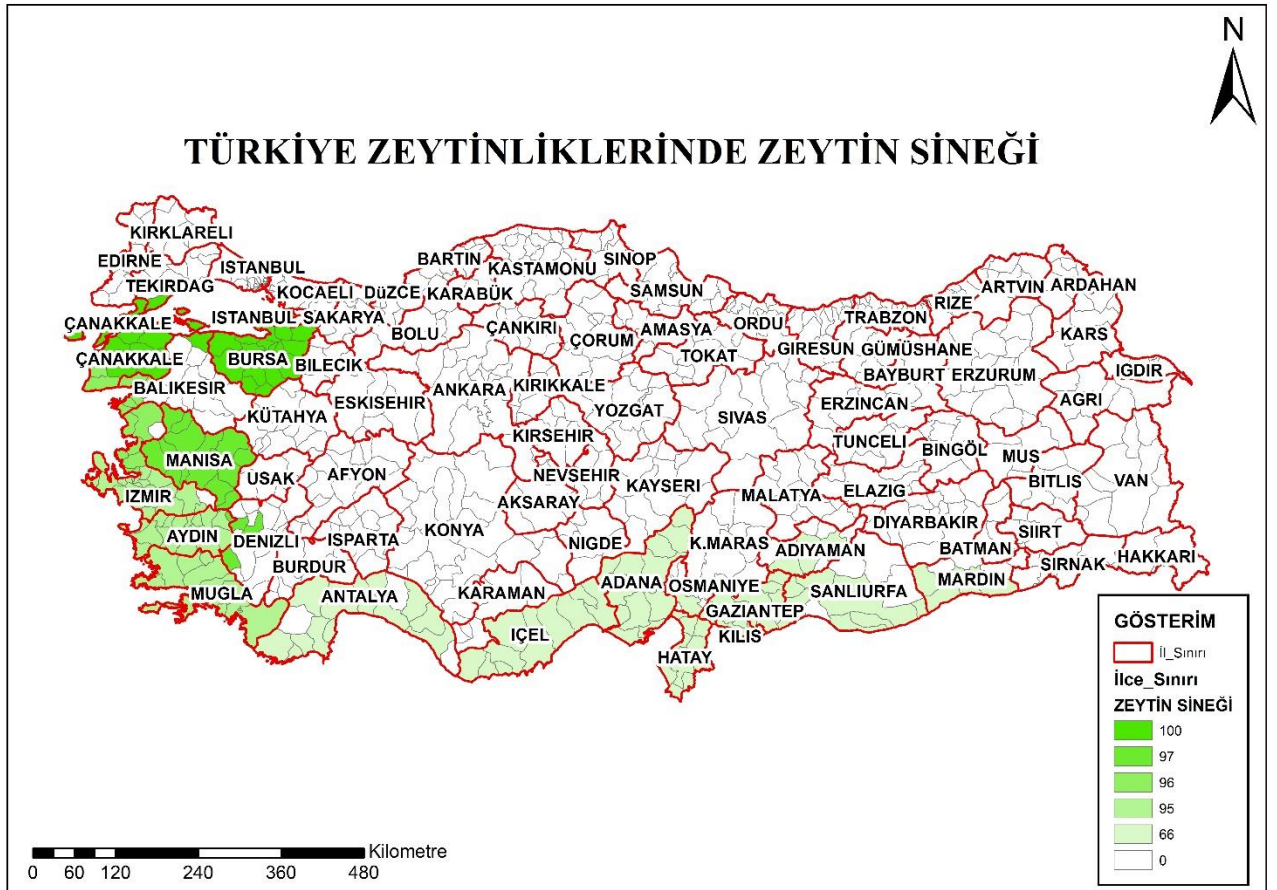 N
TÜRKİYE ZEYTİNLİKLERİNDE ZEYTİN SİNEĞİ
KIRKLARELI
EDIRNE
ISTANBUL
TEKIRDAG
BARTIN
KASTAMONU
SINOP
KOCAELI
DüZCE
KARABÜK
SAMSUN
RIZE
ARTVIN
ARDAHAN
ÇANAKKALE
ISTANBUL
SAKARYA
BOLU
ÇANKIRI
ÇORUM
AMASYA
ORDU
TRABZON
KARS
ÇANAKKALE
BURSA
BILECIK
TOKAT
GIRESUN
GÜMÜSHANE
BAYBURT
ERZURUM
IGDIR
BALIKESIR
ESKISEHIR
ANKARA
KIRIKKALE
YOZGAT
SIVAS
ERZINCAN
AGRI
KÜTAHYA
KIRSEHIR
TUNCELI
BINGÖL
MUS
MANISA
USAK
AFYON
NEVSEHIR
KAYSERI
MALATYA
ELAZIG
BITLIS
VAN
IZMIR
AKSARAY
KONYA
AYDIN
DENIZLI
ISPARTA
NIGDE
K.MARAS
ADIYAMAN
DIYARBAKIR
BATMAN
SIIRT
HAKKARI
BURDUR
SIRNAK
MUGLA
ANTALYA
KARAMAN
ADANA
OSMANIYE
SANLIURFA
MARDIN
IÇEL
GAZIANTEP
KILIS
HATAY
GÖSTERİM
İl_Sınırı
İlce_Sınırı
ZEYTİN SİNEĞİ
100
97
96
95
66
0
Kilometre
0 60 120 240 360 480